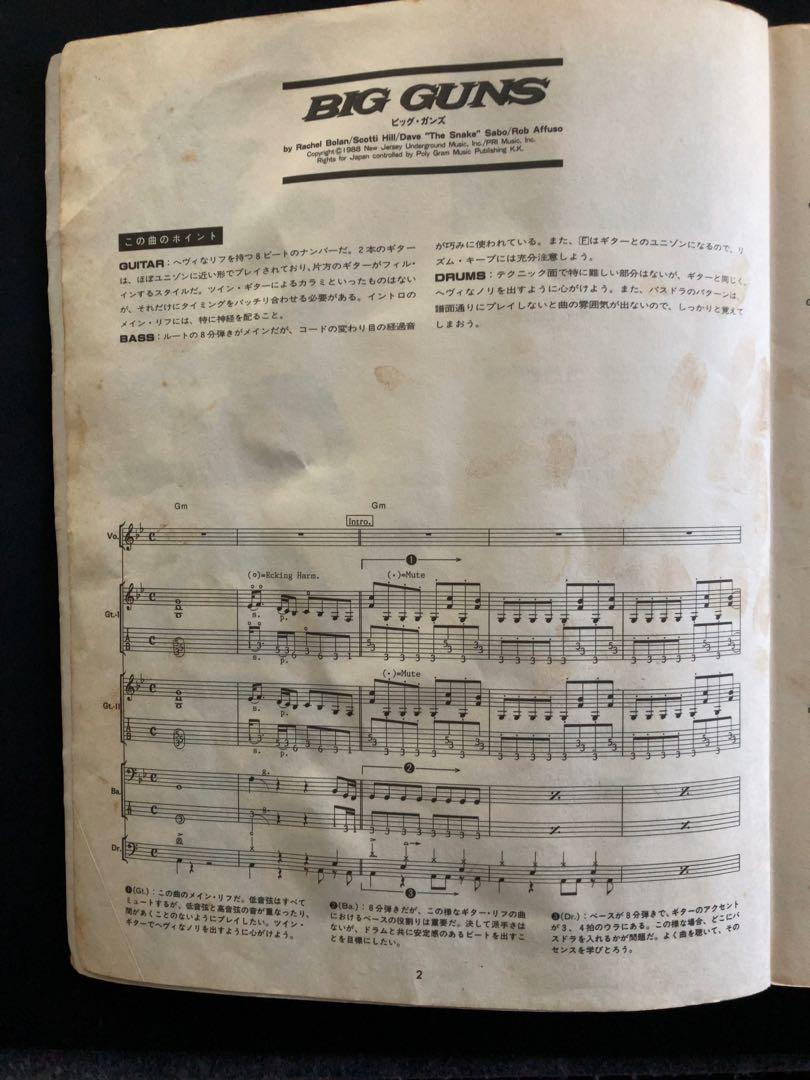 BIG GUNS
ビッグ・ガンズ
by Rachel Bolan/Scotti Hill/Dave "The Snake" Sabo/Rob Affuso
Copyright©1988 New Jersey Underground Music, Inc./PRI Music, Inc.
Rights for Japan controlled by Poly Gram Music Publishing K.K.
この曲のポイント
GUITAR：ヘヴィなリフを持つ8ビートのナンバーだ。2本のギター
は、ほぼユニゾンに近い形でプレイされており、片方のギターがフィル・
インするスタイルだ。ツイン・ギターによるカラミといったものはない
が、それだけにタイミングをバッチリ合わせる必要がある。イントロの
メイン・リフには、特に神経を配ること。
BASS：ルートの8分弾きがメインだが、コードの変わり目の経過音
が巧みに使われている。また、Fはギターとのユニゾンになるので、リ
ズム・キープには充分注意しよう。
DRUMS：テクニック面で特に難しい部分はないが、ギターと同じく、
ヘヴィなノリを出すように心がけよう。また、バスドラのパターンは、
譜面通りにプレイしないと曲の雰囲気が出ないので、しっかりと覚えて
しまおう。
Gm
Gm
Intro.
Vo.
❶
(o)=Ecking Harm.
(・)=Mute
Gt.-I
s. p.
s. p.
(・)=Mute
Gt.-II
s. p.
s. p.
❷
Ba.
Dr.
❸
❶(Gt.)：この曲のメイン・リフだ。低音弦はすべて
ミュートするが、低音弦と高音弦の音が重なったり、
間があくことのないようにプレイしたい。ツイン・
ギターでヘヴィなノリを出すように心がけよう。
❷(Ba.)：8分弾きだが、この様なギター・リフの曲
におけるベースの役割りは重要だ。決して派手さは
ないが、ドラムと共に安定感のあるビートを出すこ
とを目標にしたい。
❸(Dr.)：ベースが8分弾きで、ギターのアクセント
が3、4拍のウラにある。この様な場合、どこにバ
スドラを入れるかが問題だ。よく曲を聴いて、その
センスを学びとろう。
2